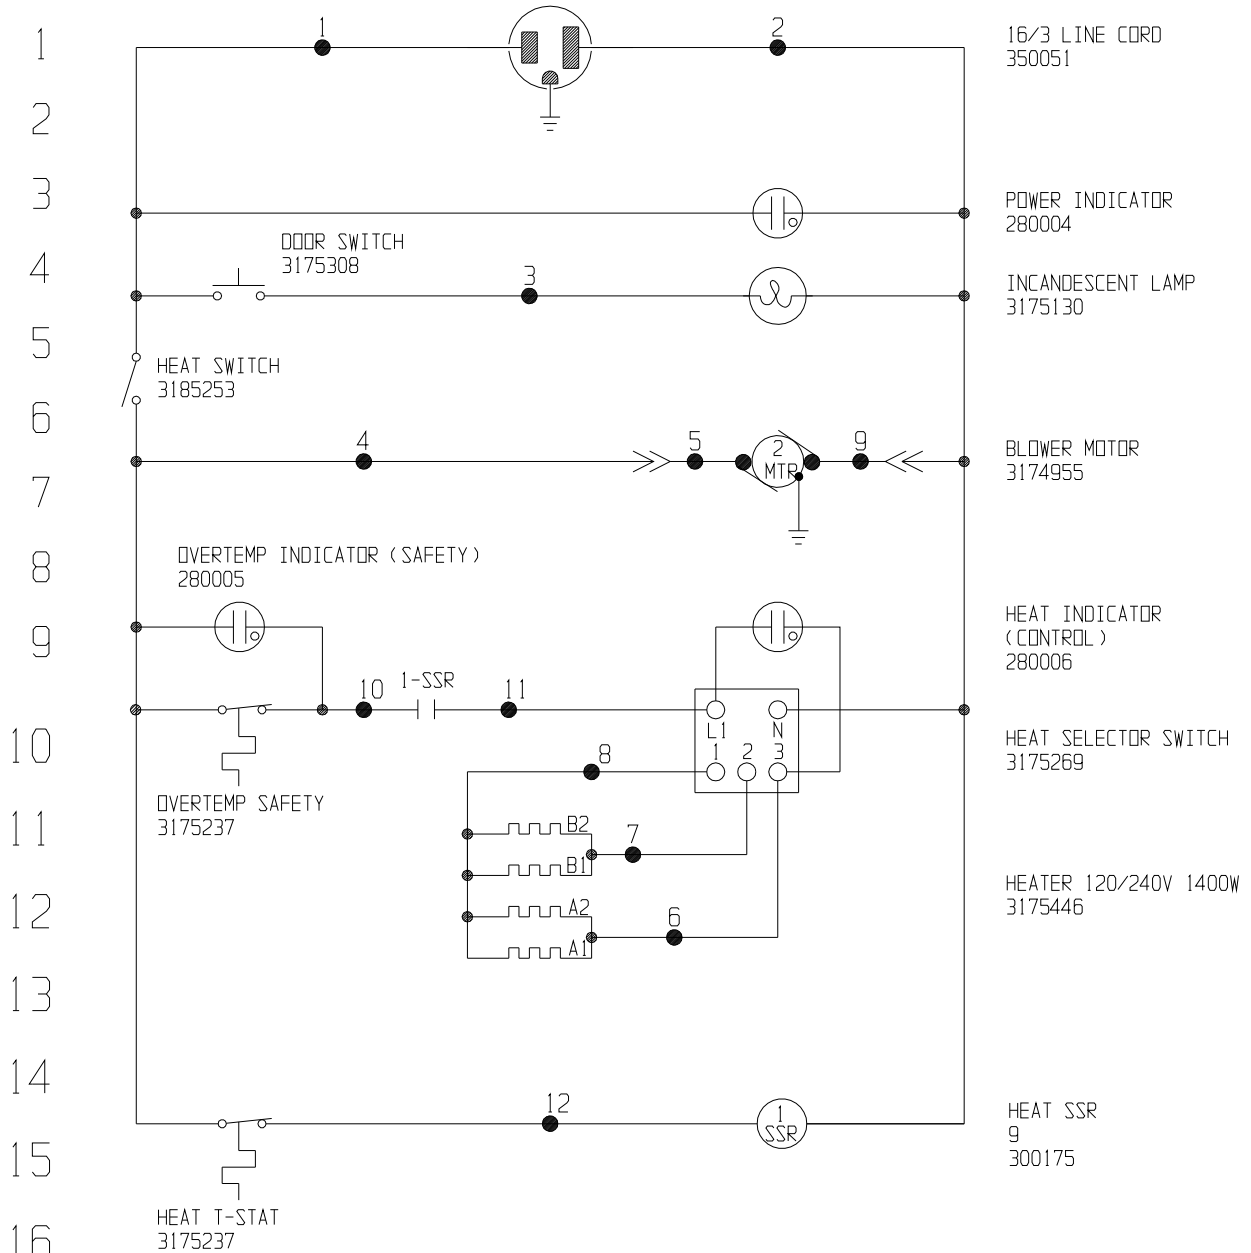 1
1
2
16/3 LINE CORD
350051
2
3
POWER INDICATOR
280004
4
DOOR SWITCH
3175308
3
INCANDESCENT LAMP
3175130
5
HEAT SWITCH
3185253
6
4
5
2
MTR
9
BLOWER MOTOR
3174955
7
8
OVERTEMP INDICATOR (SAFETY)
280005
9
HEAT INDICATOR
(CONTROL)
280006
10
1-SSR
11
L1
N
1 2 3
10
8
HEAT SELECTOR SWITCH
3175269
OVERTEMP SAFETY
3175237
11
B2
7
B1
HEATER 120/240V 1400W
3175446
12
A2
6
A1
13
14
12
1
SSR
HEAT SSR
9
300175
15
HEAT T-STAT
3175237
16